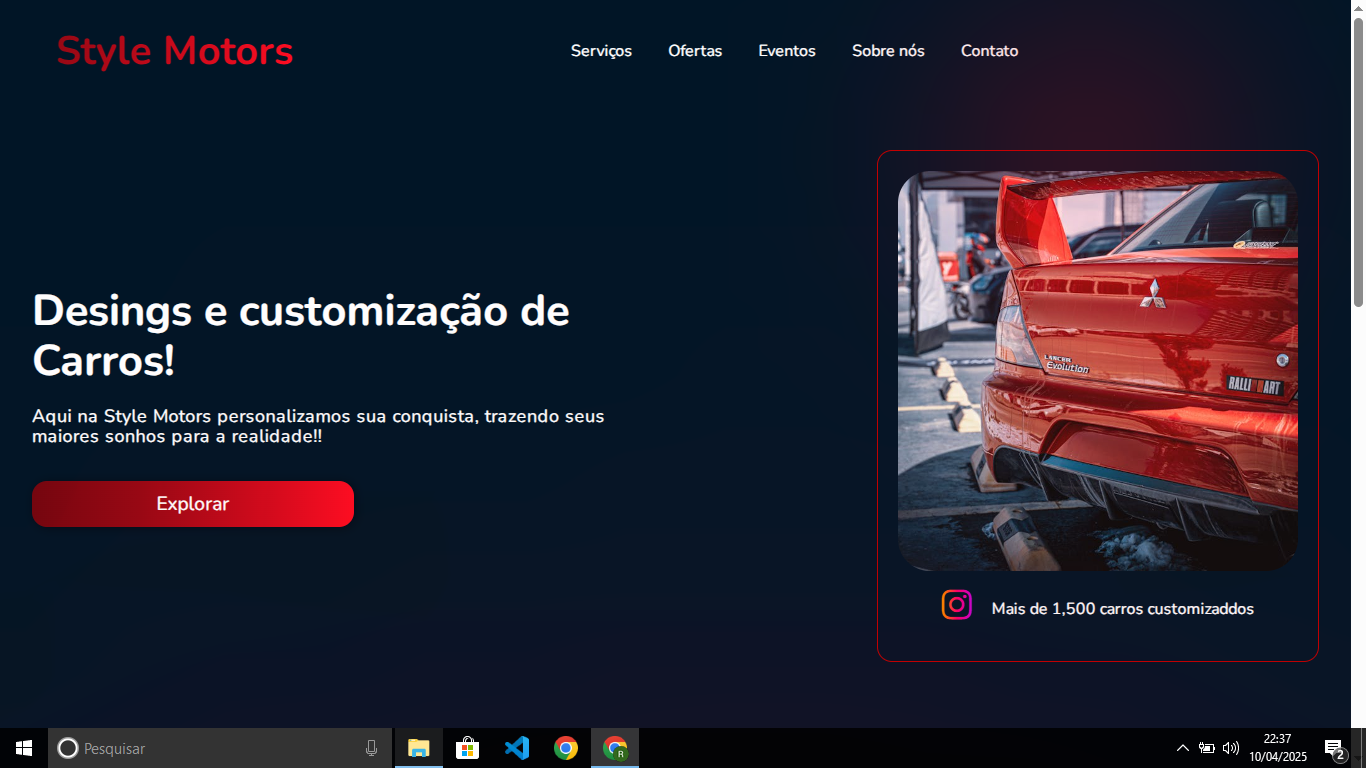 Style Motors
Serviços Ofertas Eventos Sobre nós Contato
Desings e customização de
Carros!
Aqui na Style Motors personalizamos sua conquista, trazendo seus
maiores sonhos para a realidade!!
Explorar
LANCER
Evolution
RALLIART
Mais de 1,500 carros customizaddos
Pesquisar
R
22:37
10/04/2025
2